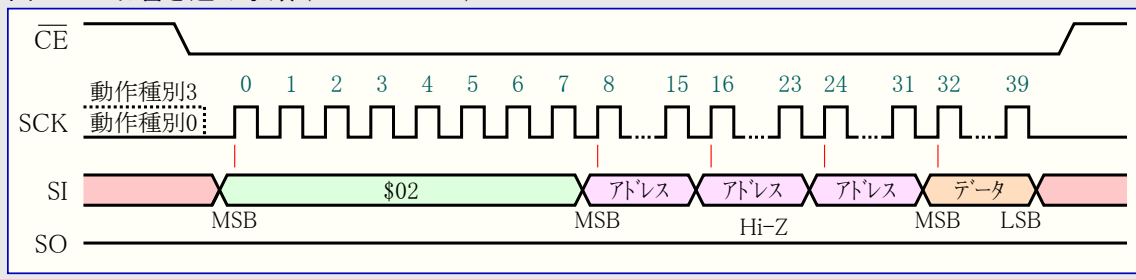 CE
0 1 2 3 4 5 6 7 8 15 16 23 24 31 32 39
動作種別3
SCK 動作種別0
SI $02 アドレス アドレス アドレス データ
MSB MSB Hi-Z MSB LSB
SO